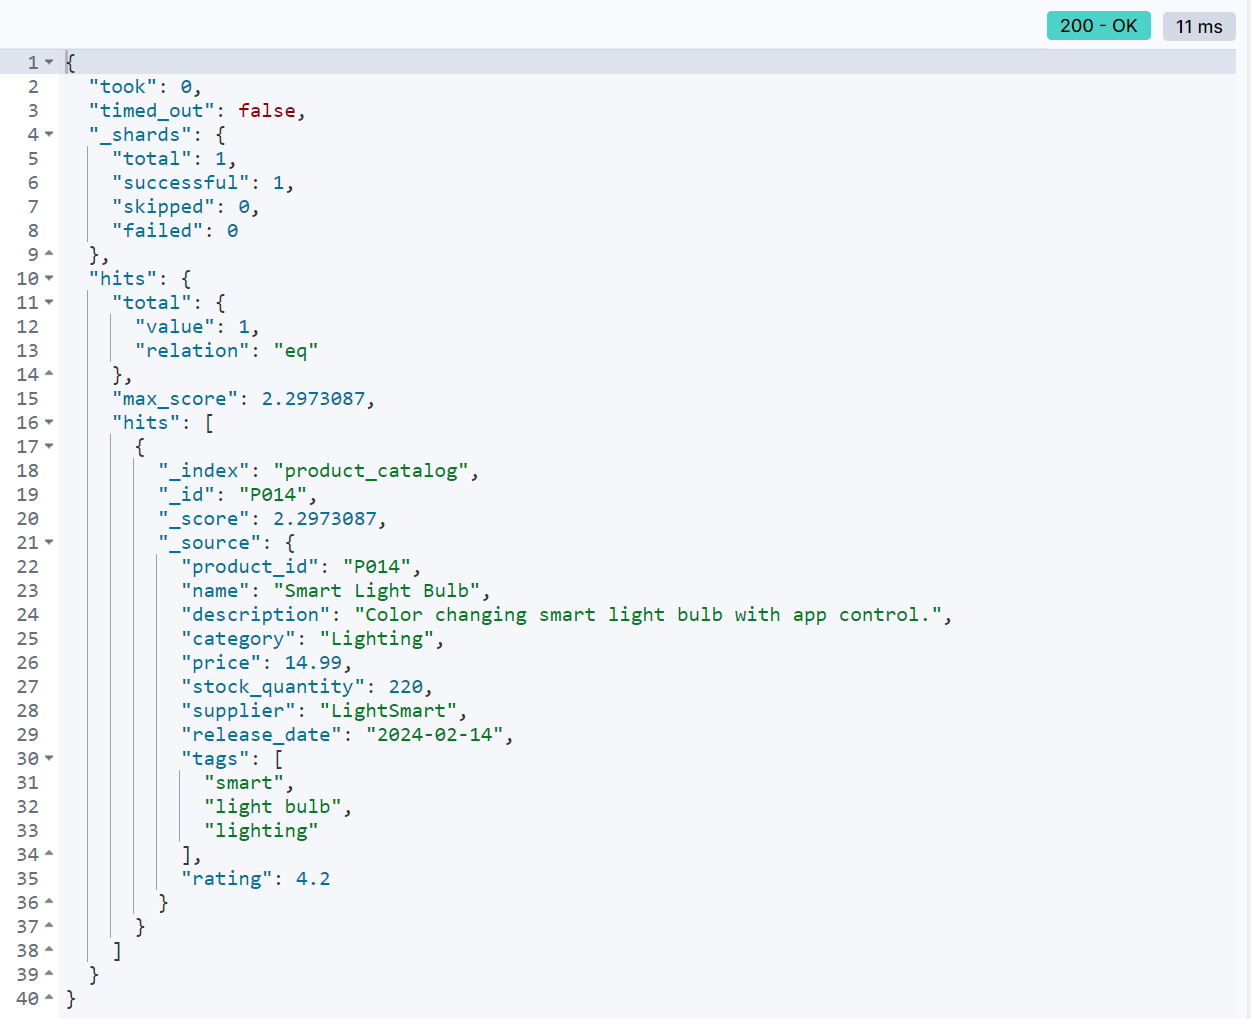 200 - OK 11 ms
1 {
2 "took": 0,
3 "timed_out": false,
4 "_shards": {
5 "total": 1,
6 "successful": 1,
7 "skipped": 0,
8 "failed": 0
9 },
10 "hits": {
11 "total": {
12 "value": 1,
13 "relation": "eq"
14 },
15 "max_score": 2.2973087,
16 "hits": [
17 {
18 "_index": "product_catalog",
19 "_id": "P014",
20 "_score": 2.2973087,
21 "_source": {
22 "product_id": "P014",
23 "name": "Smart Light Bulb",
24 "description": "Color changing smart light bulb with app control.",
25 "category": "Lighting",
26 "price": 14.99,
27 "stock_quantity": 220,
28 "supplier": "LightSmart",
29 "release_date": "2024-02-14",
30 "tags": [
31 "smart",
32 "light bulb",
33 "lighting"
34 ],
35 "rating": 4.2
36 }
37 }
38 ]
39 }
40 }